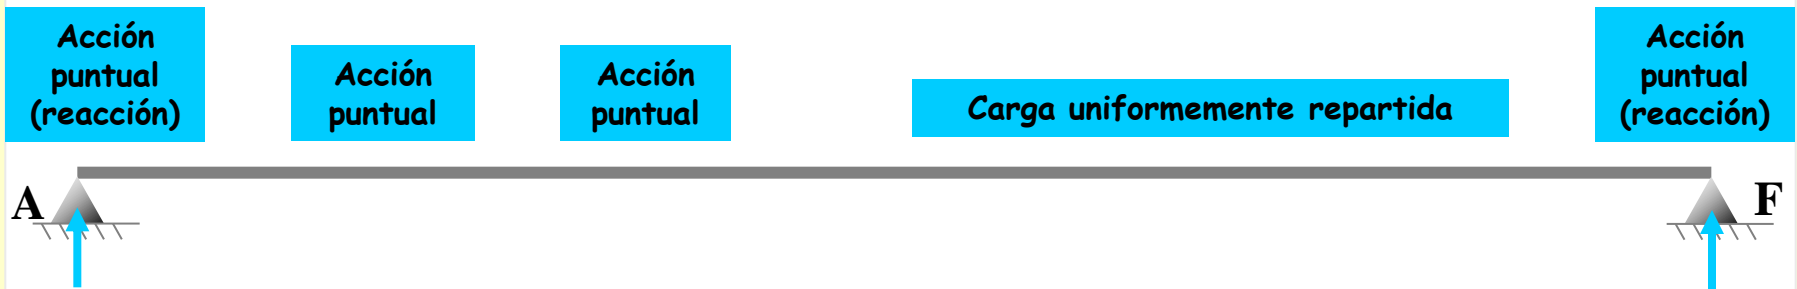 Acción
puntual
(reacción)
Acción
puntual
Acción
puntual
Carga uniformemente repartida
Acción
puntual
(reacción)
A
F